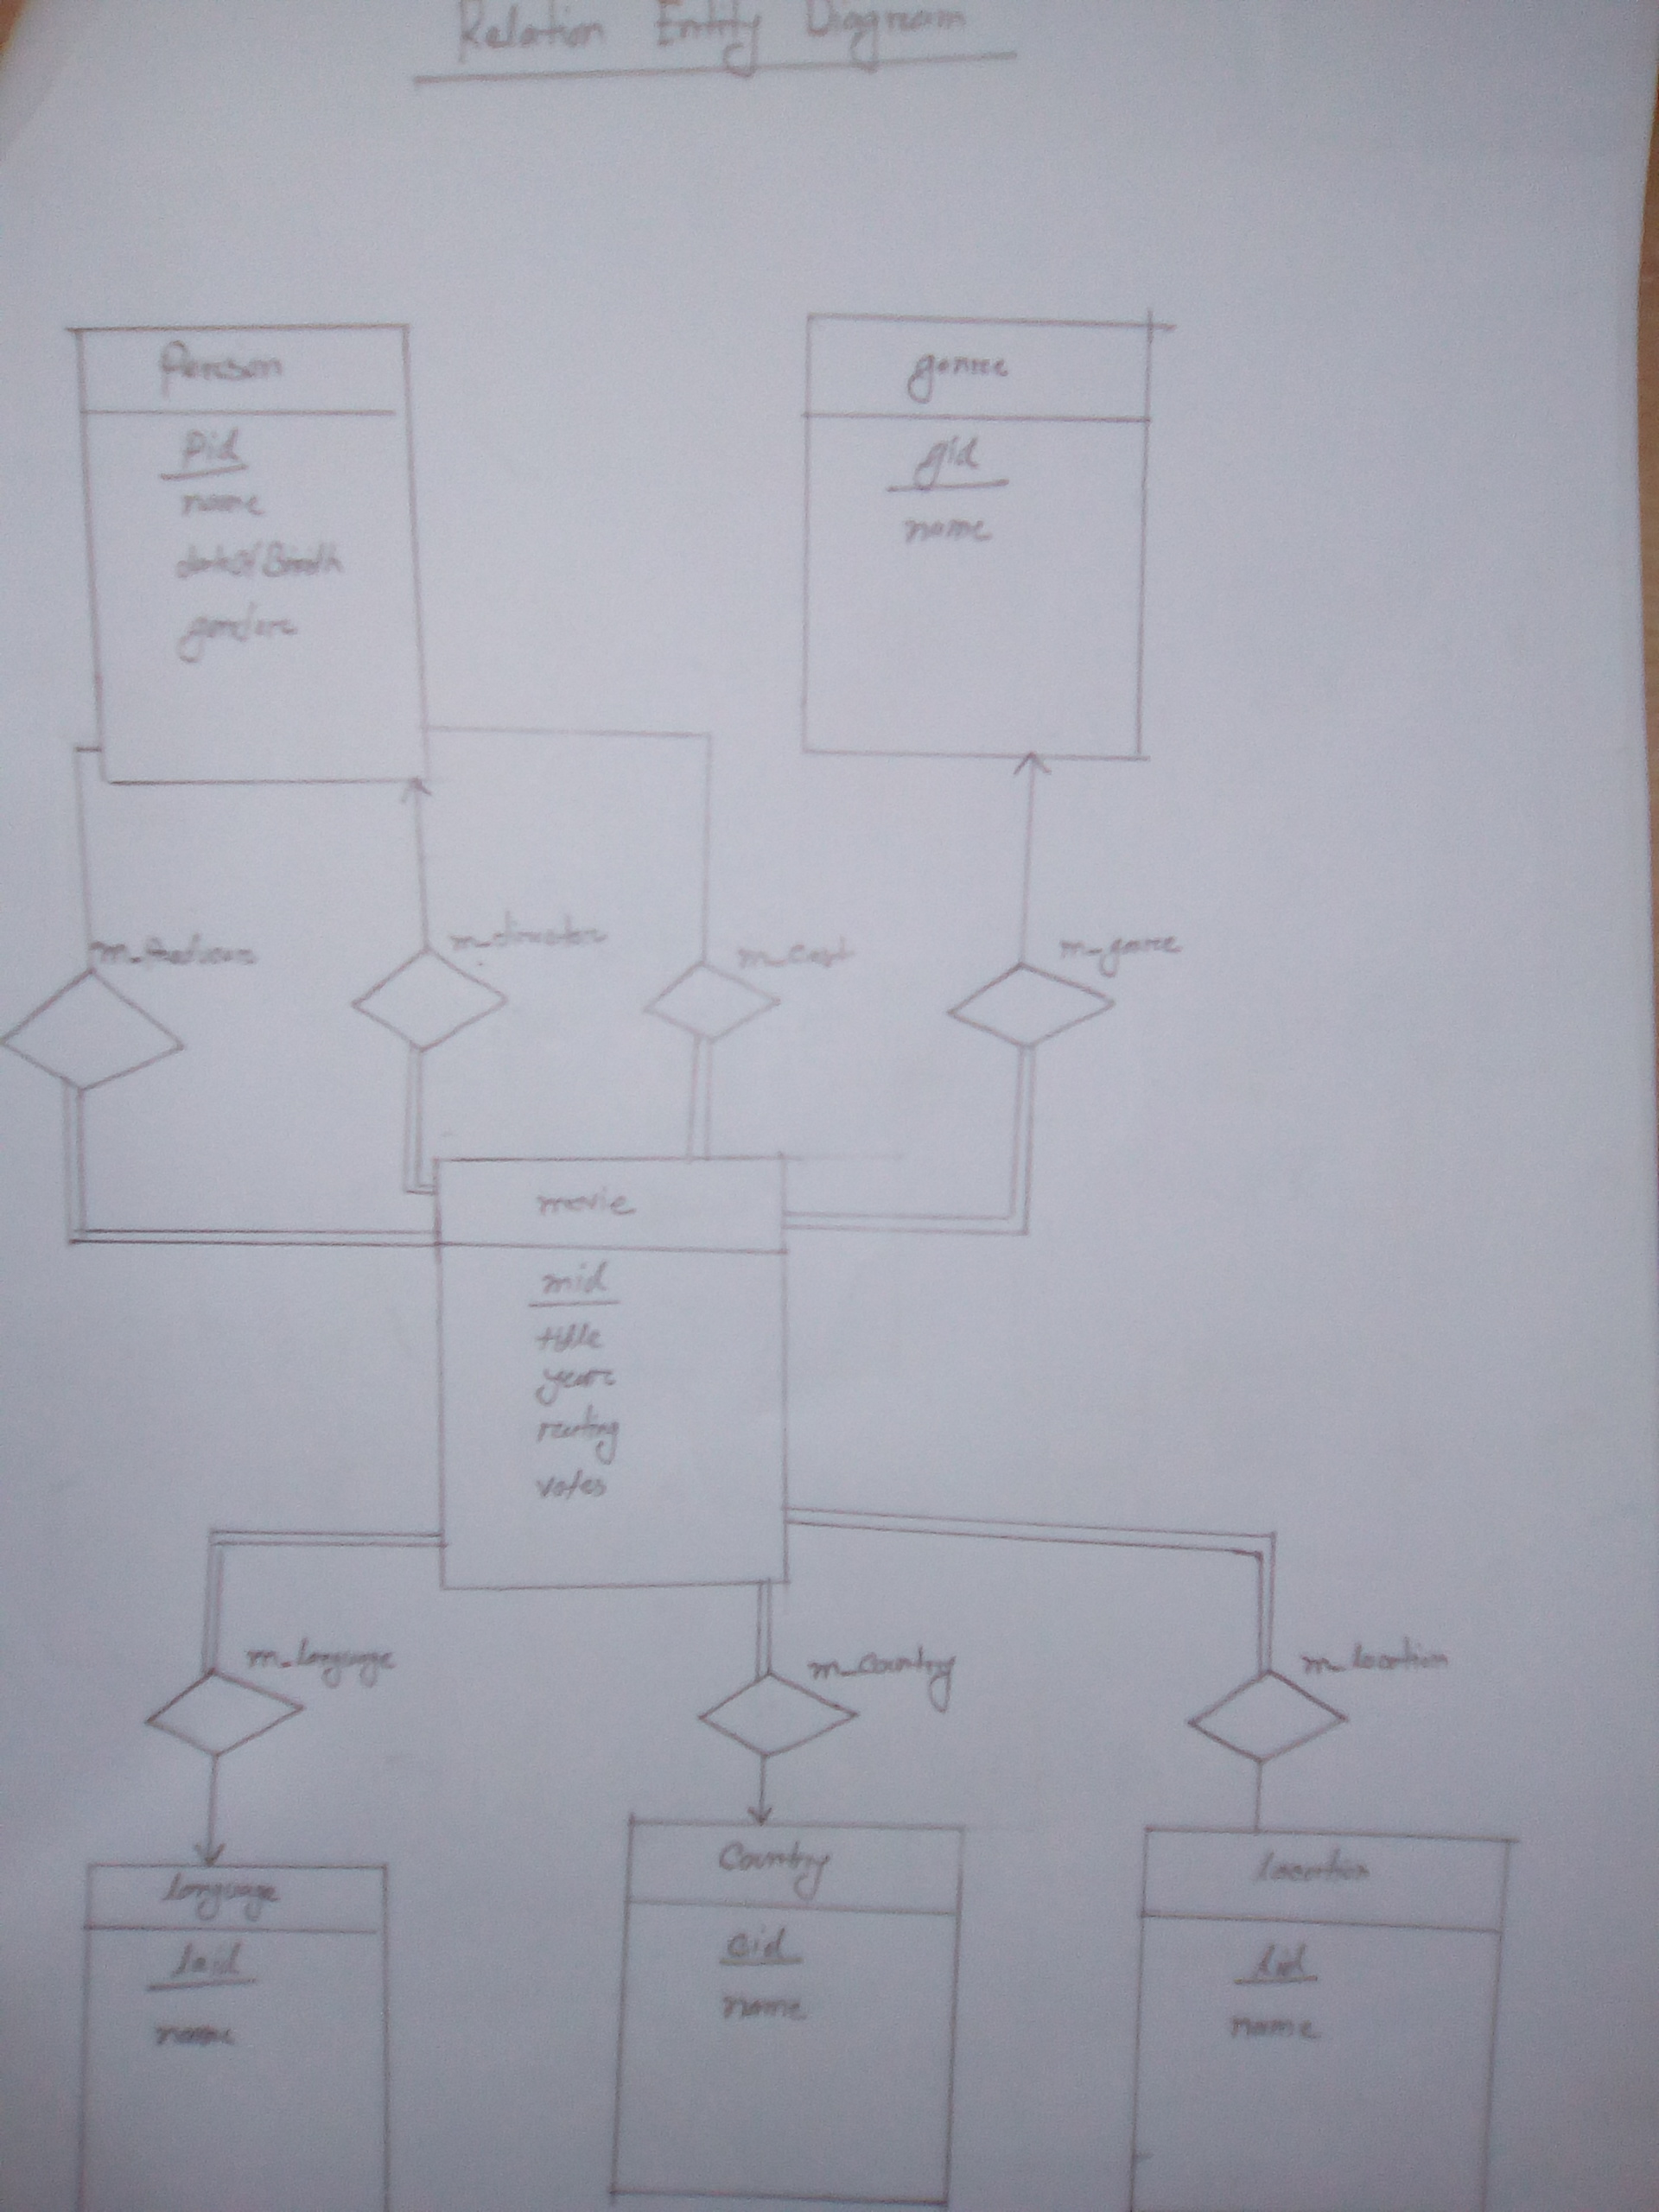 Relation Entity Diagram
Person
pid
name
dateOfBirth
gender
genre
gid
name
m_Producer
m_director
m_cast
m_genre
movie
mid
title
year
rating
votes
m_language
m_country
m_location
language
laid
name
Country
cid
name
location
lid
name